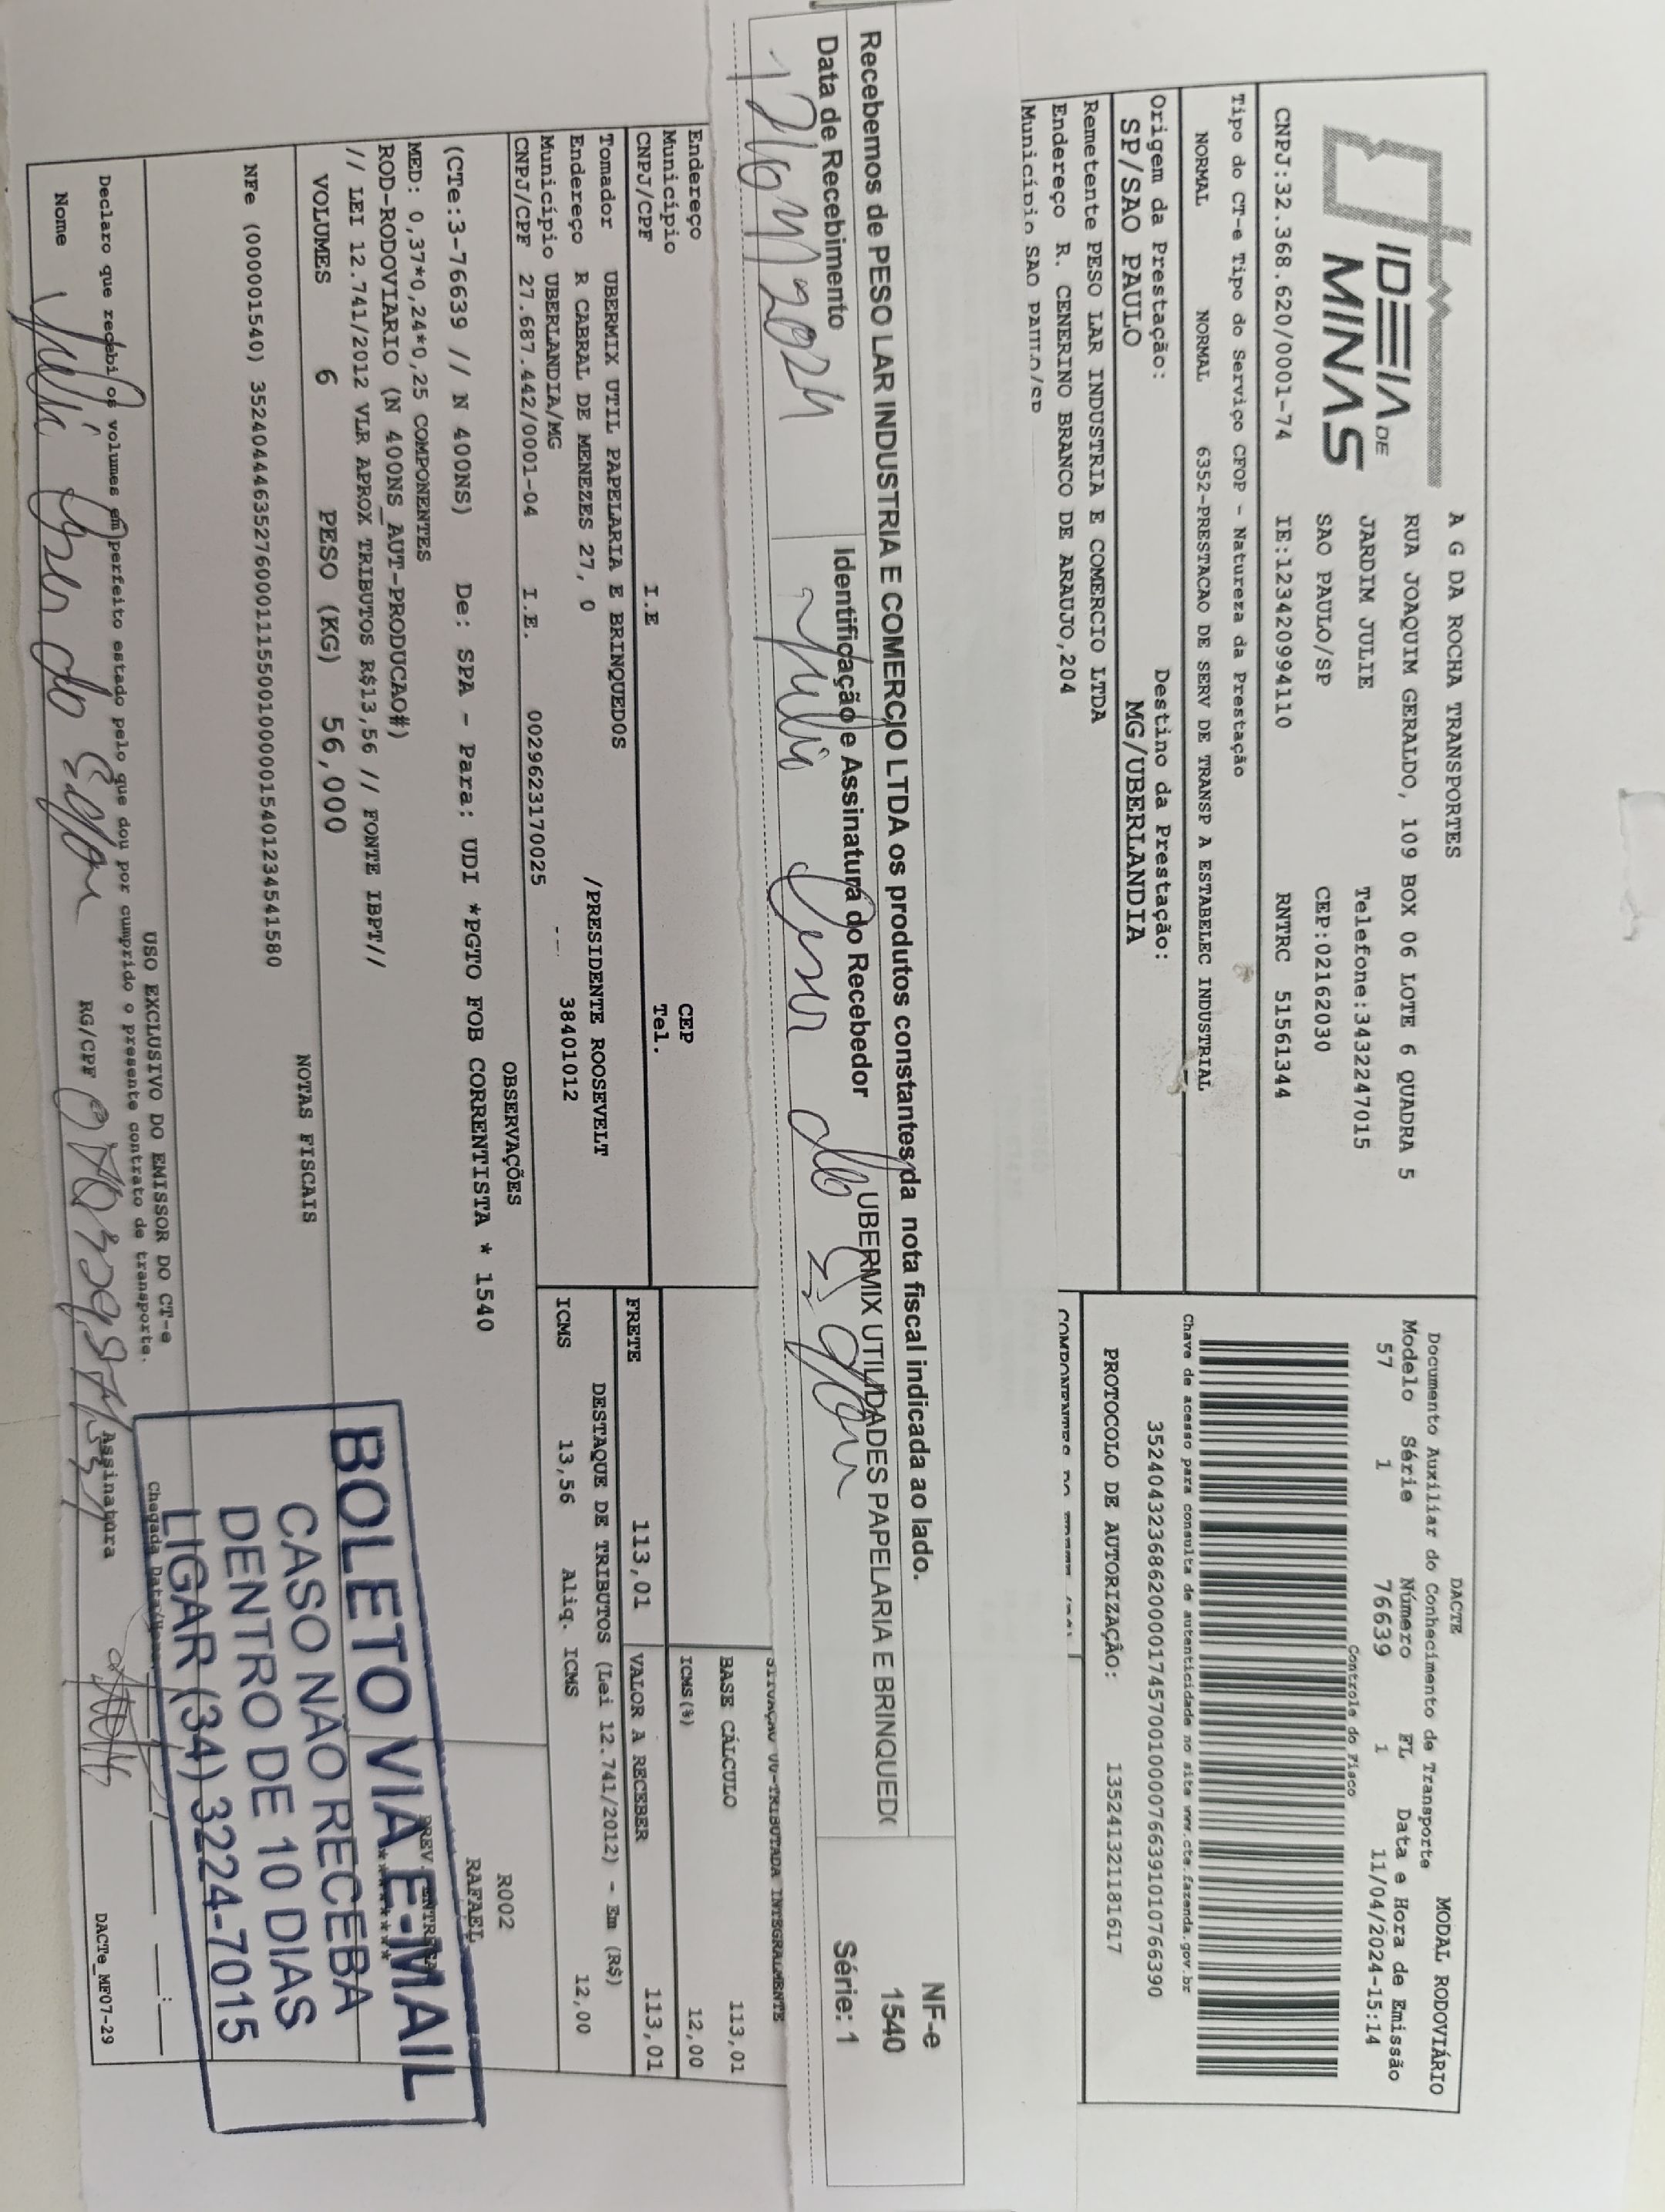 IDEIA DE
MINAS
A G DA ROCHA TRANSPORTES
RUA JOAQUIM GERALDO, 109 BOX 06 LOTE 6 QUADRA 5
JARDIM JULIE Telefone:3432247015
SAO PAULO/SP CEP:02162030
CNPJ:32.368.620/0001-74 IE:123420994110 RNTRC 51561344
DACTE
Documento Auxiliar do Conhecimento de Transporte MODAL RODOVIÁRIO
Modelo Série Número FL Data e Hora de Emissão
57 1 76639 1 11/04/2024-15:14
Controle do Fisco
Tipo do CT-e Tipo do Serviço CFOP - Natureza da Prestação
NORMAL NORMAL 6352-PRESTACAO DE SERV DE TRANSP A ESTABELEC INDUSTRIAL
Chave de acesso para consulta de autenticidade no site www.cte.fazenda.gov.br
35240432368620000174570010000766391010766390
Origem da Prestação: Destino da Prestação:
SP/SAO PAULO MG/UBERLANDIA
PROTOCOLO DE AUTORIZAÇÃO: 135241321181617
Remetente PESO LAR INDUSTRIA E COMERCIO LTDA
Endereço R. CENERINO BRANCO DE ARAUJO,204
Município SAO PAULO/SP
Recebemos de PESO LAR INDUSTRIA E COMERCIO LTDA os produtos constantes da nota fiscal indicada ao lado.
NF-e
1540
Série: 1
Data de Recebimento Identificação e Assinatura do Recebedor UBERMIX UTILIDADES PAPELARIA E BRINQUEDO
TRIBUTADA INTEGRALMENTE
BASE CÁLCULO 113,01
ICMS(%) 12,00
Endereço
Município CEP
CNPJ/CPF I.E Tel.
FRETE 113,01 VALOR A RECEBER 113,01
Tomador UBERMIX UTIL PAPELARIA E BRINQUEDOS
Endereço R CABRAL DE MENEZES 27, 0 /PRESIDENTE ROOSEVELT
Município UBERLANDIA/MG 38401012
CNPJ/CPF 27.687.442/0001-04 I.E. 0029623170025
DESTAQUE DE TRIBUTOS (Lei 12.741/2012) - Em (R$)
ICMS 13,56 Aliq. ICMS 12,00
OBSERVAÇÕES
R002
RAFAEL
(CTe:3-76639 // N 400NS) De: SPA - Para: UDI *PGTO FOB CORRENTISTA * 1540
MED: 0,37*0,24*0,25 COMPONENTES
ROD-RODOVIARIO (N 400NS_AUT-PRODUCAO#)
// LEI 12.741/2012 VLR APROX TRIBUTOS R$13,56 // FONTE IBPT//
VOLUMES 6 PESO (KG) 56,000
NOTAS FISCAIS
NFe (000001540) 35240446352760001115500100000154012345415 80
BOLETO VIA E-MAIL
CASO NÃO RECEBA
DENTRO DE 10 DIAS
LIGAR (34) 3224-7015
USO EXCLUSIVO DO EMISSOR DO CT-e
Declaro que recebi os volumes em perfeito estado pelo que dou por cumprido o presente contrato de transporte.
Chegada Data/Hora
Nome RG/CPF Assinatura
DACTe_MF07-29